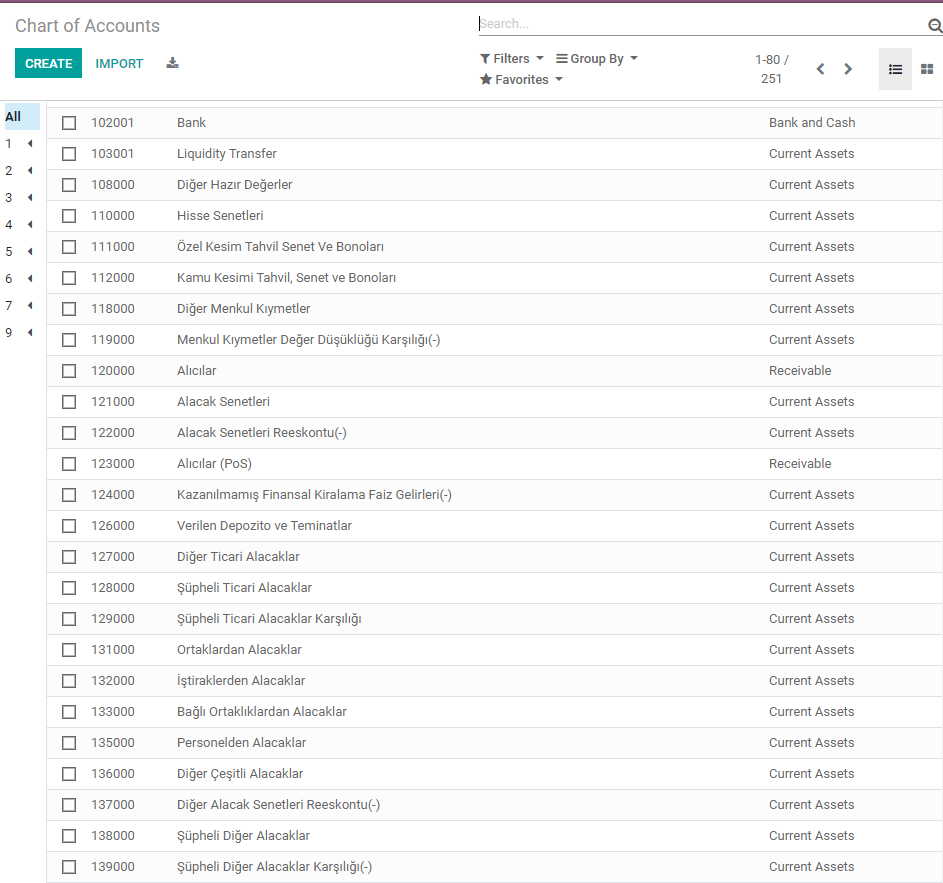 Chart of Accounts
Search...
CREATE IMPORT
Filters Group By
Favorites
1-80 /
251
All
1
2
3
4
5
6
7
9
102001 Bank Bank and Cash
103001 Liquidity Transfer Current Assets
108000 Diğer Hazır Değerler Current Assets
110000 Hisse Senetleri Current Assets
111000 Özel Kesim Tahvil Senet Ve Bonoları Current Assets
112000 Kamu Kesimi Tahvil, Senet ve Bonoları Current Assets
118000 Diğer Menkul Kıymetler Current Assets
119000 Menkul Kıymetler Değer Düşüklüğü Karşılığı(-) Current Assets
120000 Alıcılar Receivable
121000 Alacak Senetleri Current Assets
122000 Alacak Senetleri Reeskontu(-) Current Assets
123000 Alıcılar (PoS) Receivable
124000 Kazanılmamış Finansal Kiralama Faiz Gelirleri(-) Current Assets
126000 Verilen Depozito ve Teminatlar Current Assets
127000 Diğer Ticari Alacaklar Current Assets
128000 Şüpheli Ticari Alacaklar Current Assets
129000 Şüpheli Ticari Alacaklar Karşılığı Current Assets
131000 Ortaklardan Alacaklar Current Assets
132000 İştiraklerden Alacaklar Current Assets
133000 Bağlı Ortaklıklardan Alacaklar Current Assets
135000 Personelden Alacaklar Current Assets
136000 Diğer Çeşitli Alacaklar Current Assets
137000 Diğer Alacak Senetleri Reeskontu(-) Current Assets
138000 Şüpheli Diğer Alacaklar Current Assets
139000 Şüpheli Diğer Alacaklar Karşılığı(-) Current Assets